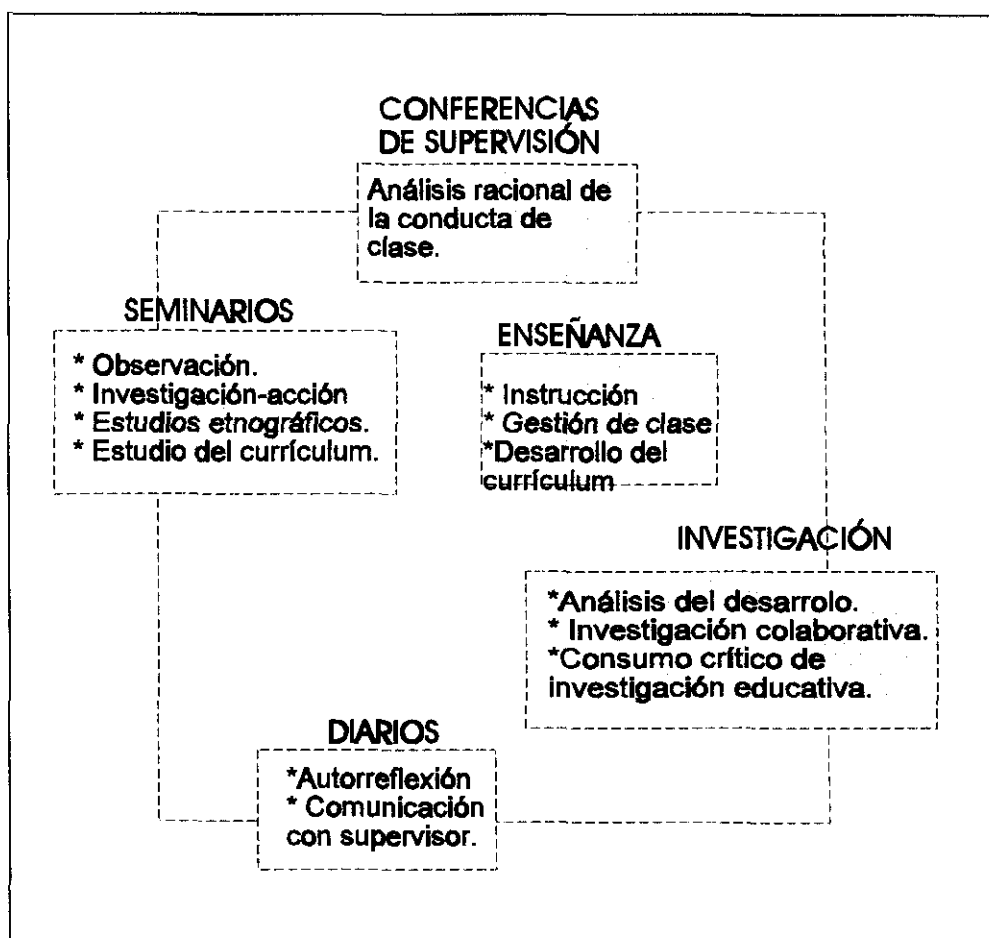 CONFERENCIAS
DE SUPERVISIÓN
Análisis racional de
la conducta de
clase.
SEMINARIOS
* Observación.
* Investigación-acción
* Estudios etnográficos.
* Estudio del currículum.
ENSEÑANZA
* Instrucción
* Gestión de clase
*Desarrollo del
currículum
INVESTIGACIÓN
*Análisis del desarrolo.
* Investigación colaborativa.
*Consumo crítico de
investigación educativa.
DIARIOS
*Autorreflexión
* Comunicación
con supervisor.